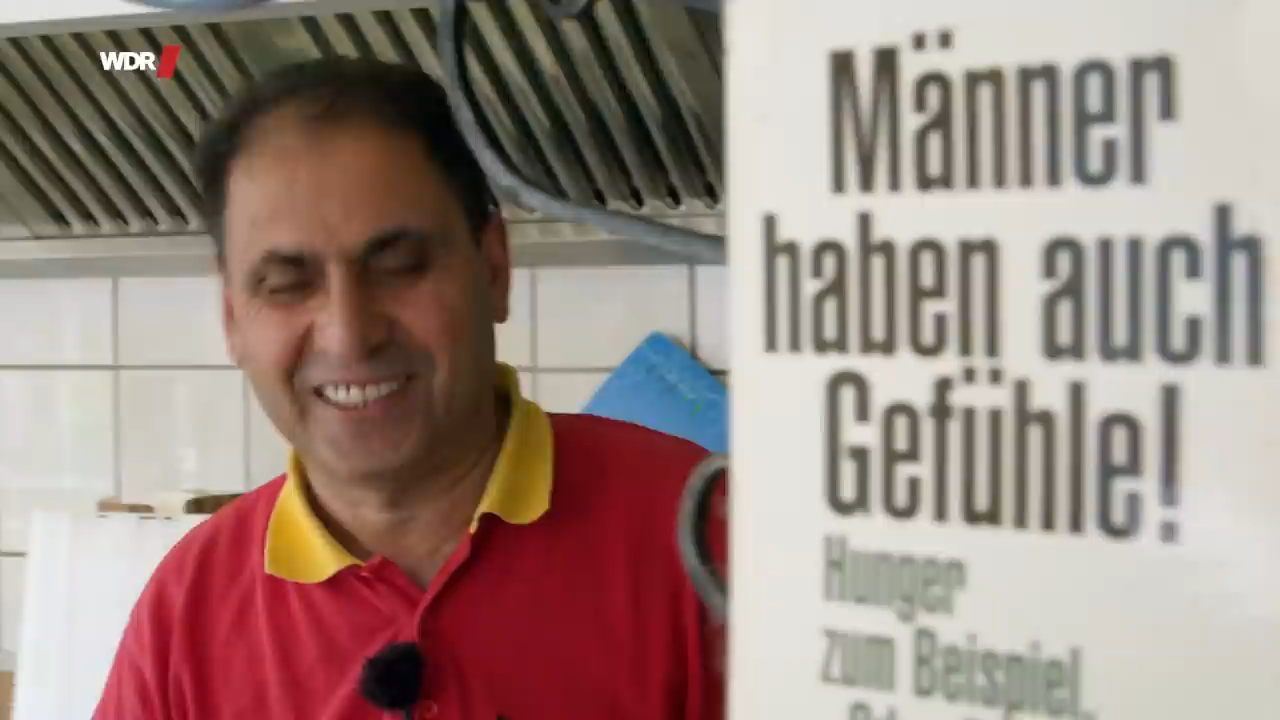 WDR
Männer
haben auch
Gefühle!
Hunger
zum Beispiel,